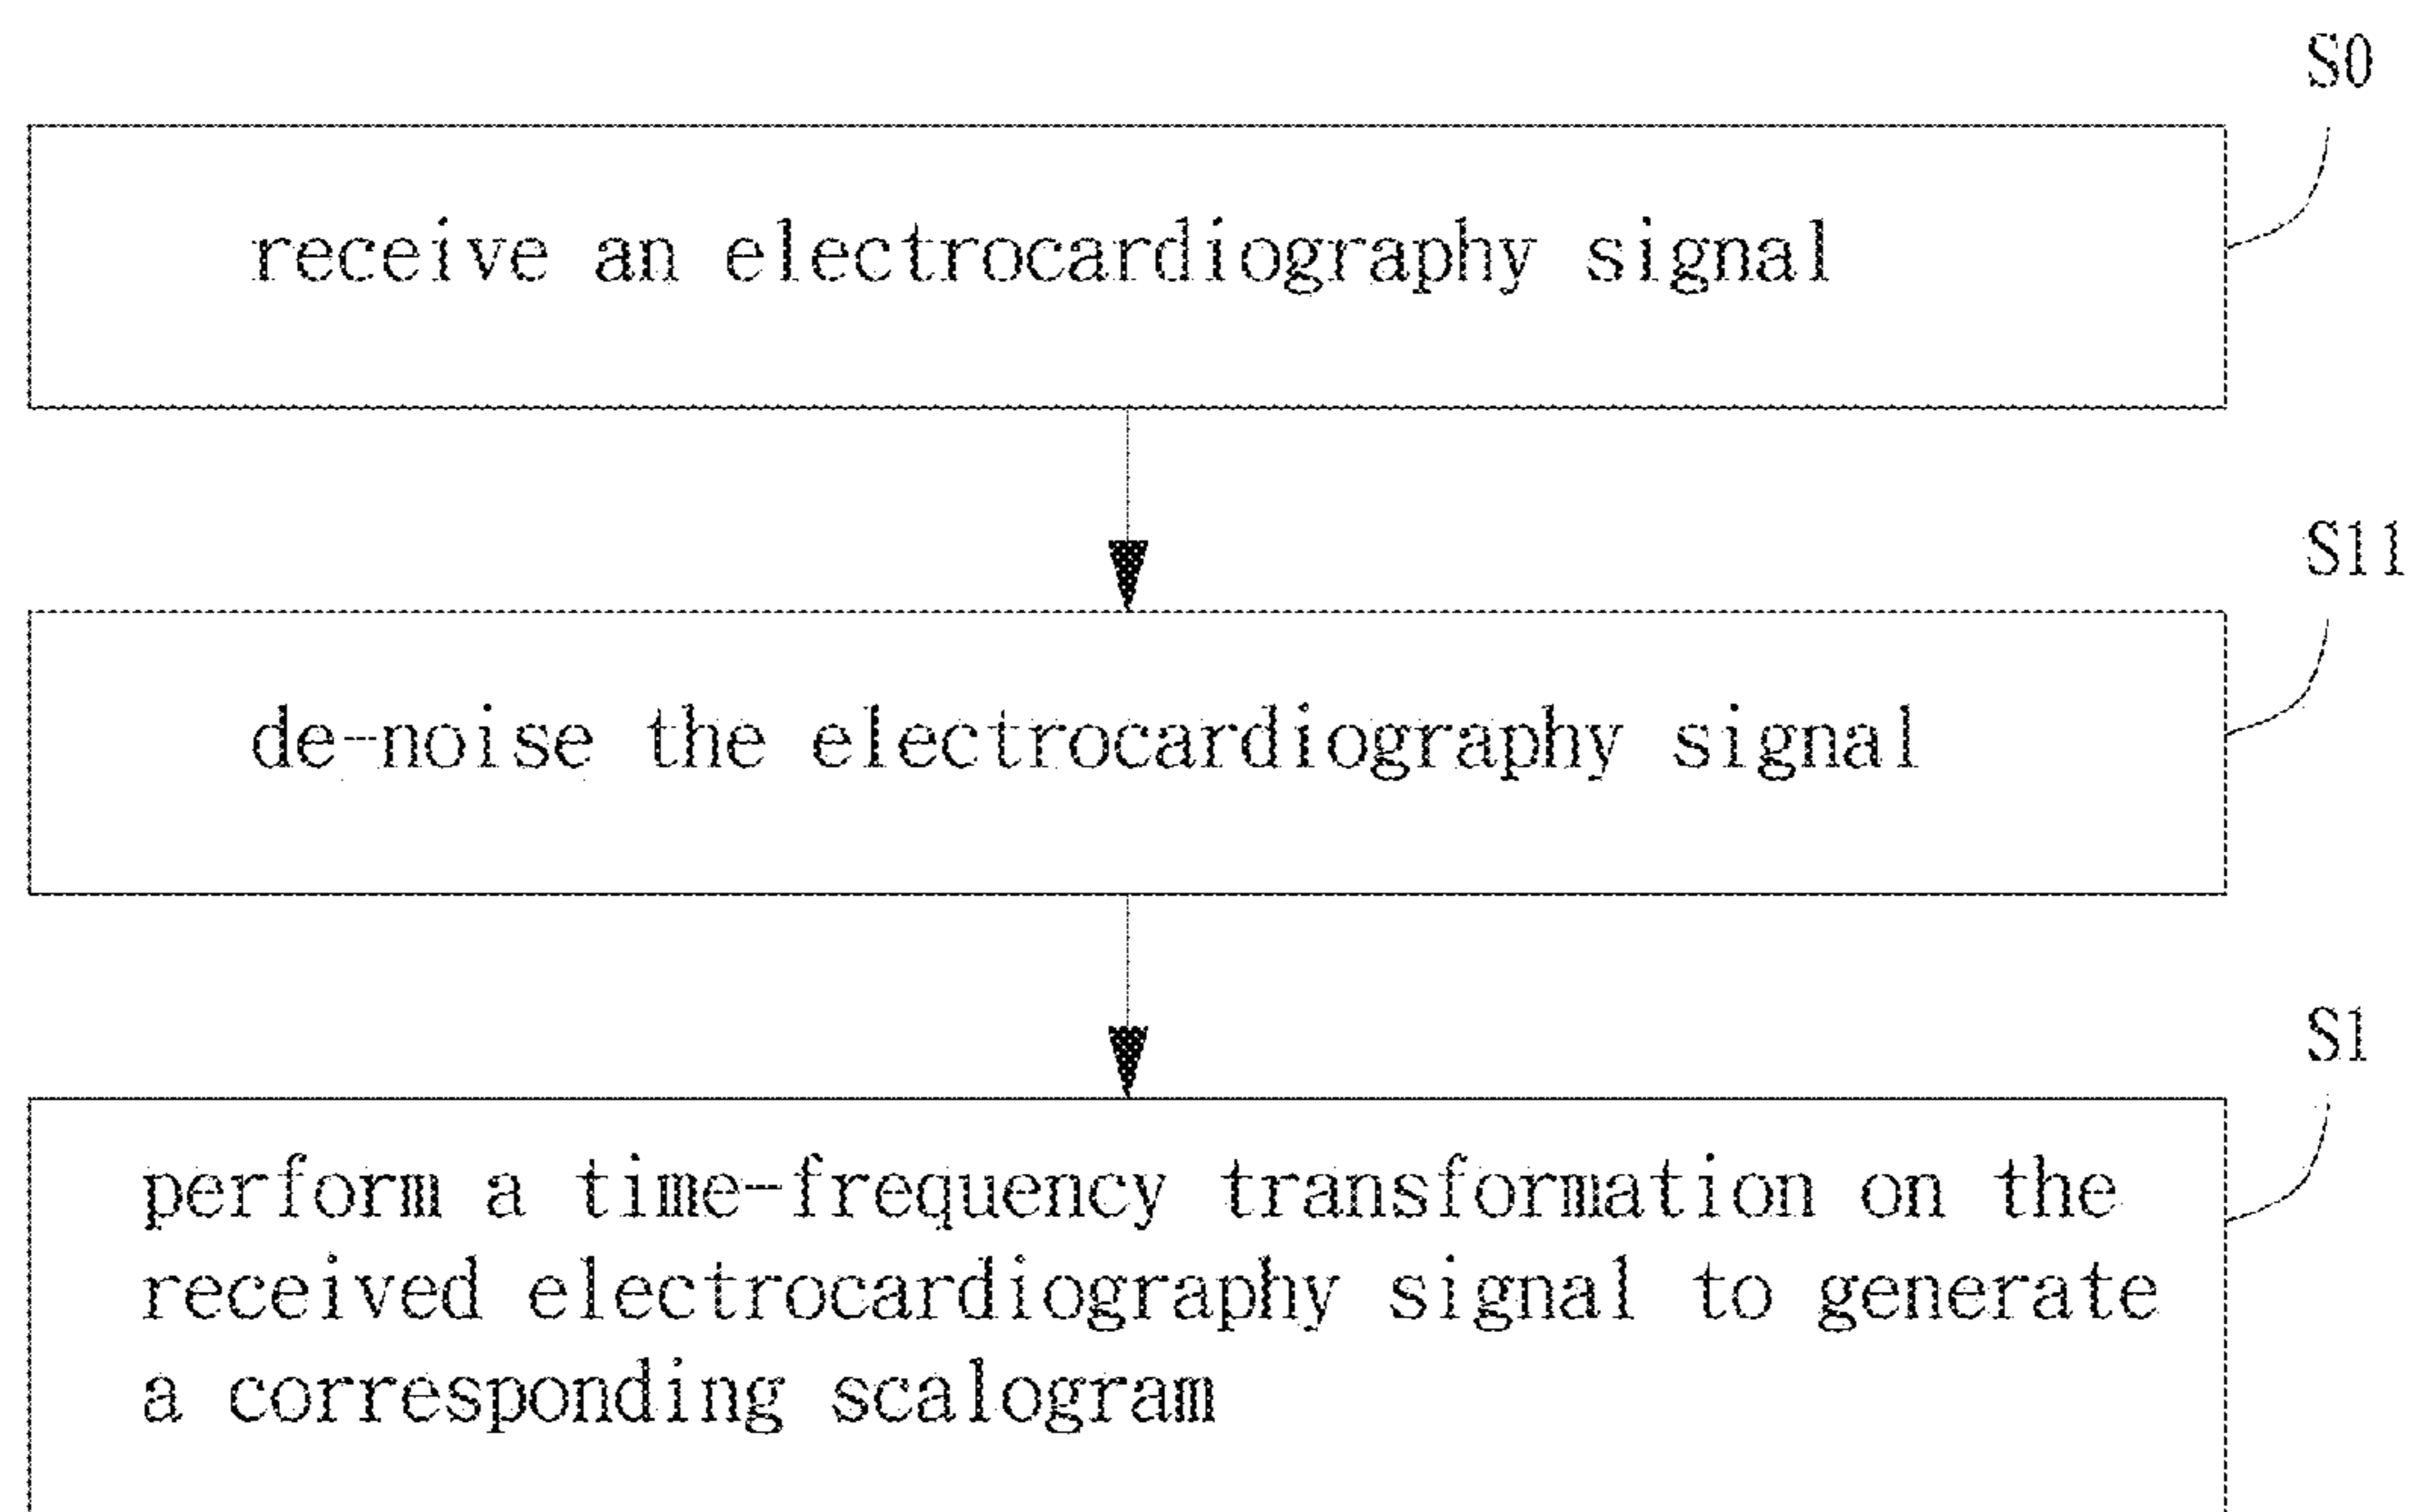 S0
receive an electrocardiography signal
S11
de-noise the electrocardiography signal
S1
perform a time-frequency transformation on the
received electrocardiography signal to generate
a corresponding scalogram